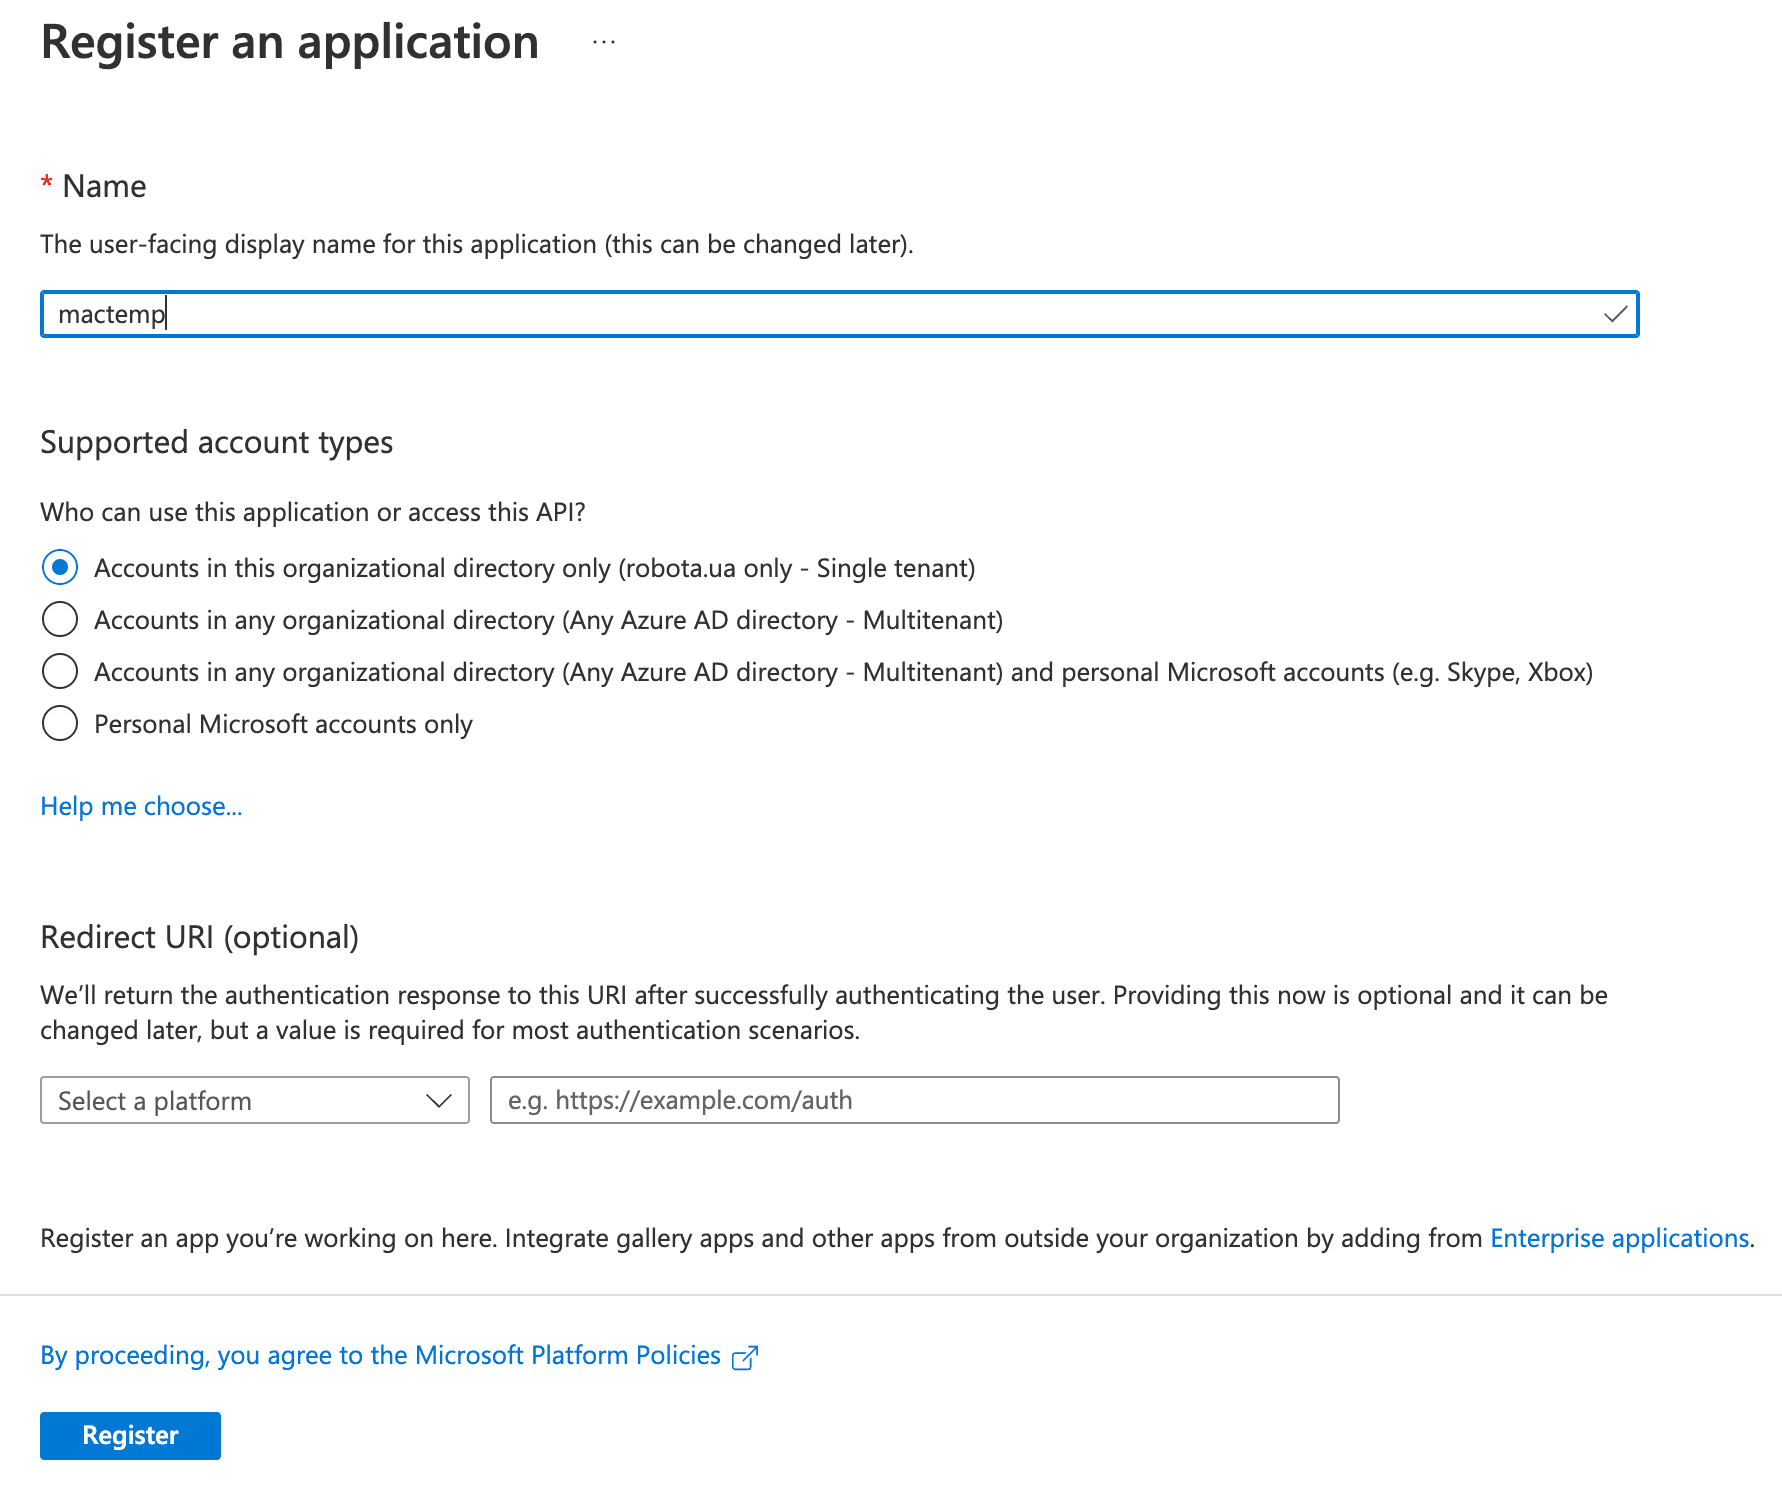 Register an application ...
* Name
The user-facing display name for this application (this can be changed later).
mactemp
Supported account types
Who can use this application or access this API?
Accounts in this organizational directory only (robota.ua only - Single tenant)
Accounts in any organizational directory (Any Azure AD directory - Multitenant)
Accounts in any organizational directory (Any Azure AD directory - Multitenant) and personal Microsoft accounts (e.g. Skype, Xbox)
Personal Microsoft accounts only
Help me choose...
Redirect URI (optional)
We’ll return the authentication response to this URI after successfully authenticating the user. Providing this now is optional and it can be
changed later, but a value is required for most authentication scenarios.
Select a platform
e.g. https://example.com/auth
Register an app you’re working on here. Integrate gallery apps and other apps from outside your organization by adding from Enterprise applications.
By proceeding, you agree to the Microsoft Platform Policies
Register